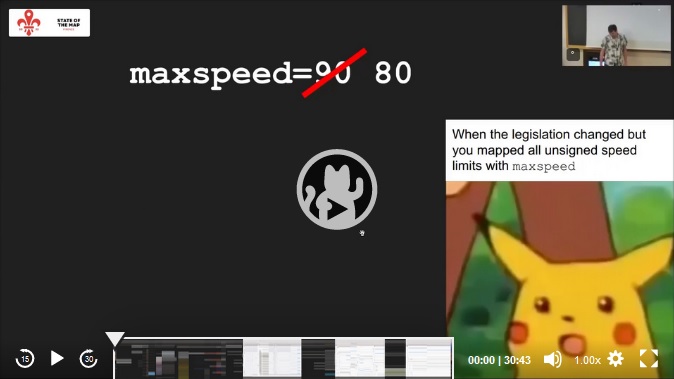 STATE OF
THE MAP
maxspeed=90 80
When the legislation changed but
you mapped all unsigned speed
limits with maxspeed
15
30
00:00 | 30:43
1.00x